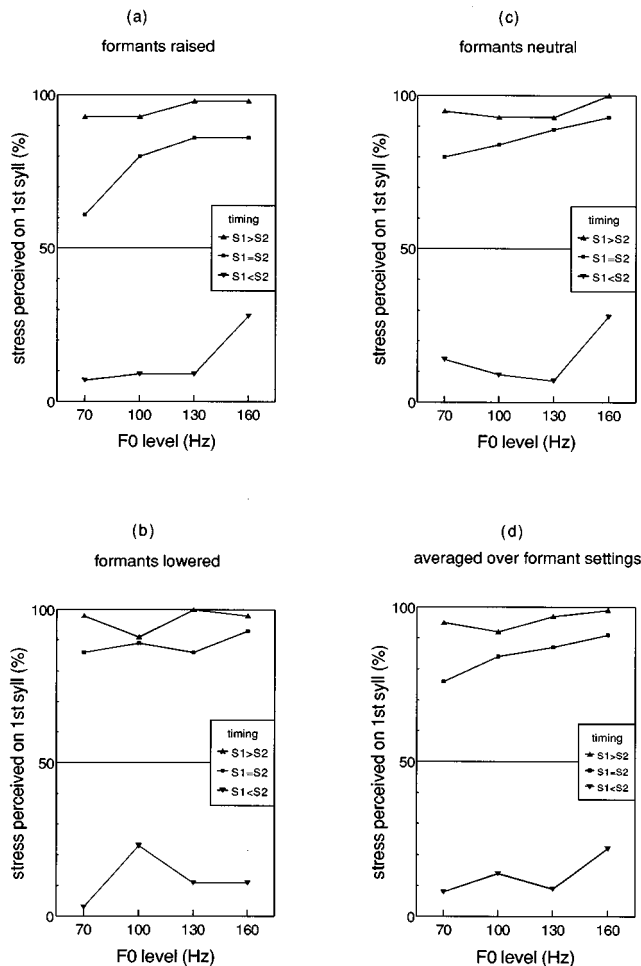 (a)
formants raised
stress perceived on 1st syll (%)
100
50
0
timing
S1>S2
S1=S2
S1<S2
70 100 130 160
F0 level (Hz)
(c)
formants neutral
stress perceived on 1st syll (%)
100
50
0
timing
S1>S2
S1=S2
S1<S2
70 100 130 160
F0 level (Hz)
(b)
formants lowered
stress perceived on 1st syll (%)
100
50
0
timing
S1>S2
S1=S2
S1<S2
70 100 130 160
F0 level (Hz)
(d)
averaged over formant settings
stress perceived on 1st syll (%)
100
50
0
timing
S1>S2
S1=S2
S1<S2
70 100 130 160
F0 level (Hz)